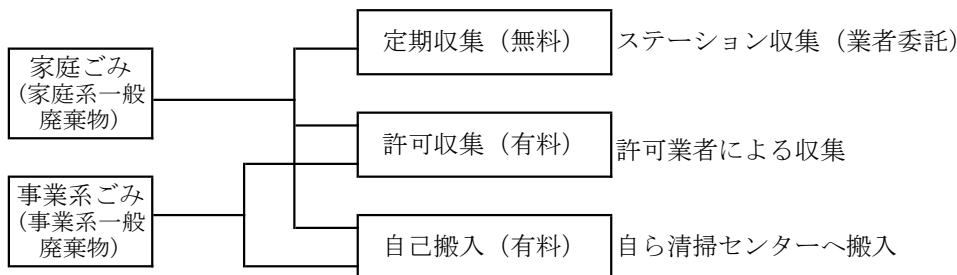 家庭ごみ
(家庭系一般
廃棄物)
事業系ごみ
(事業系一般
廃棄物)
定期収集（無料）
ステーション収集（業者委託）
許可収集（有料）
許可業者による収集
自己搬入（有料）
自ら清掃センターへ搬入